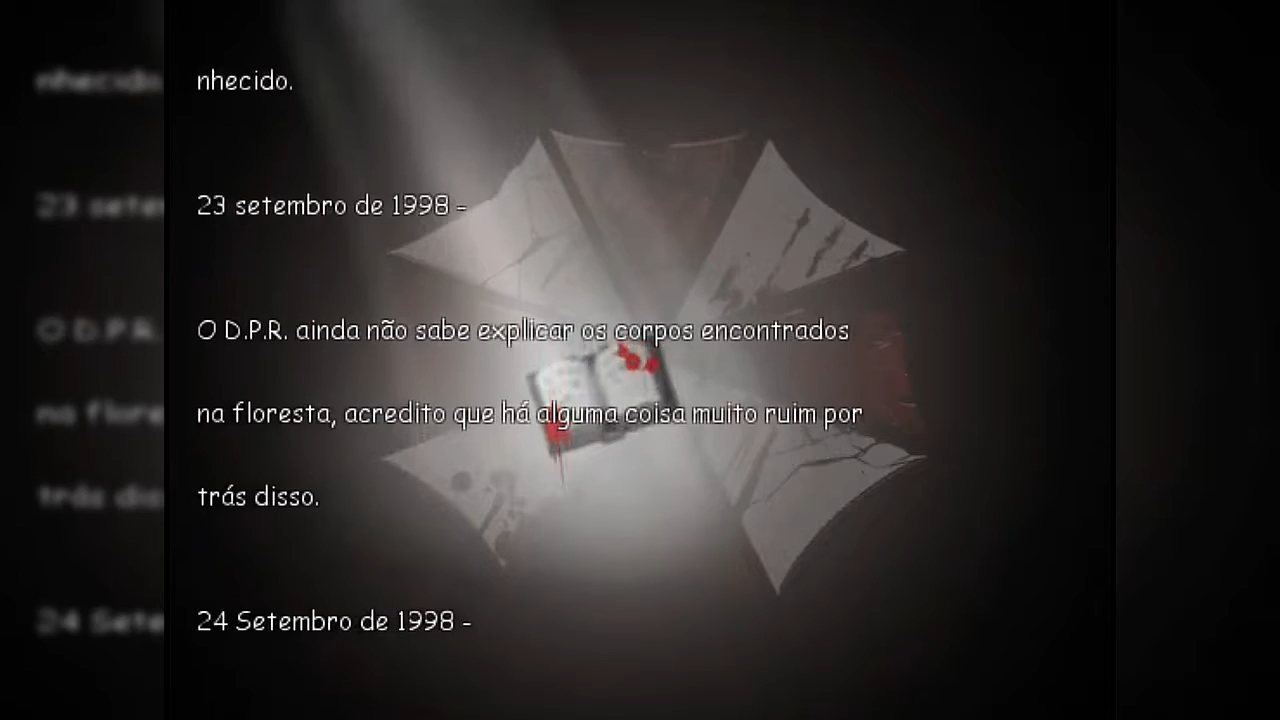 nhecido.
23 setembro de 1998 -
O D.P.R. ainda não sabe explicar os corpos encontrados
na floresta, acredito que há alguma coisa muito ruim por
trás disso.
24 Setembro de 1998 -